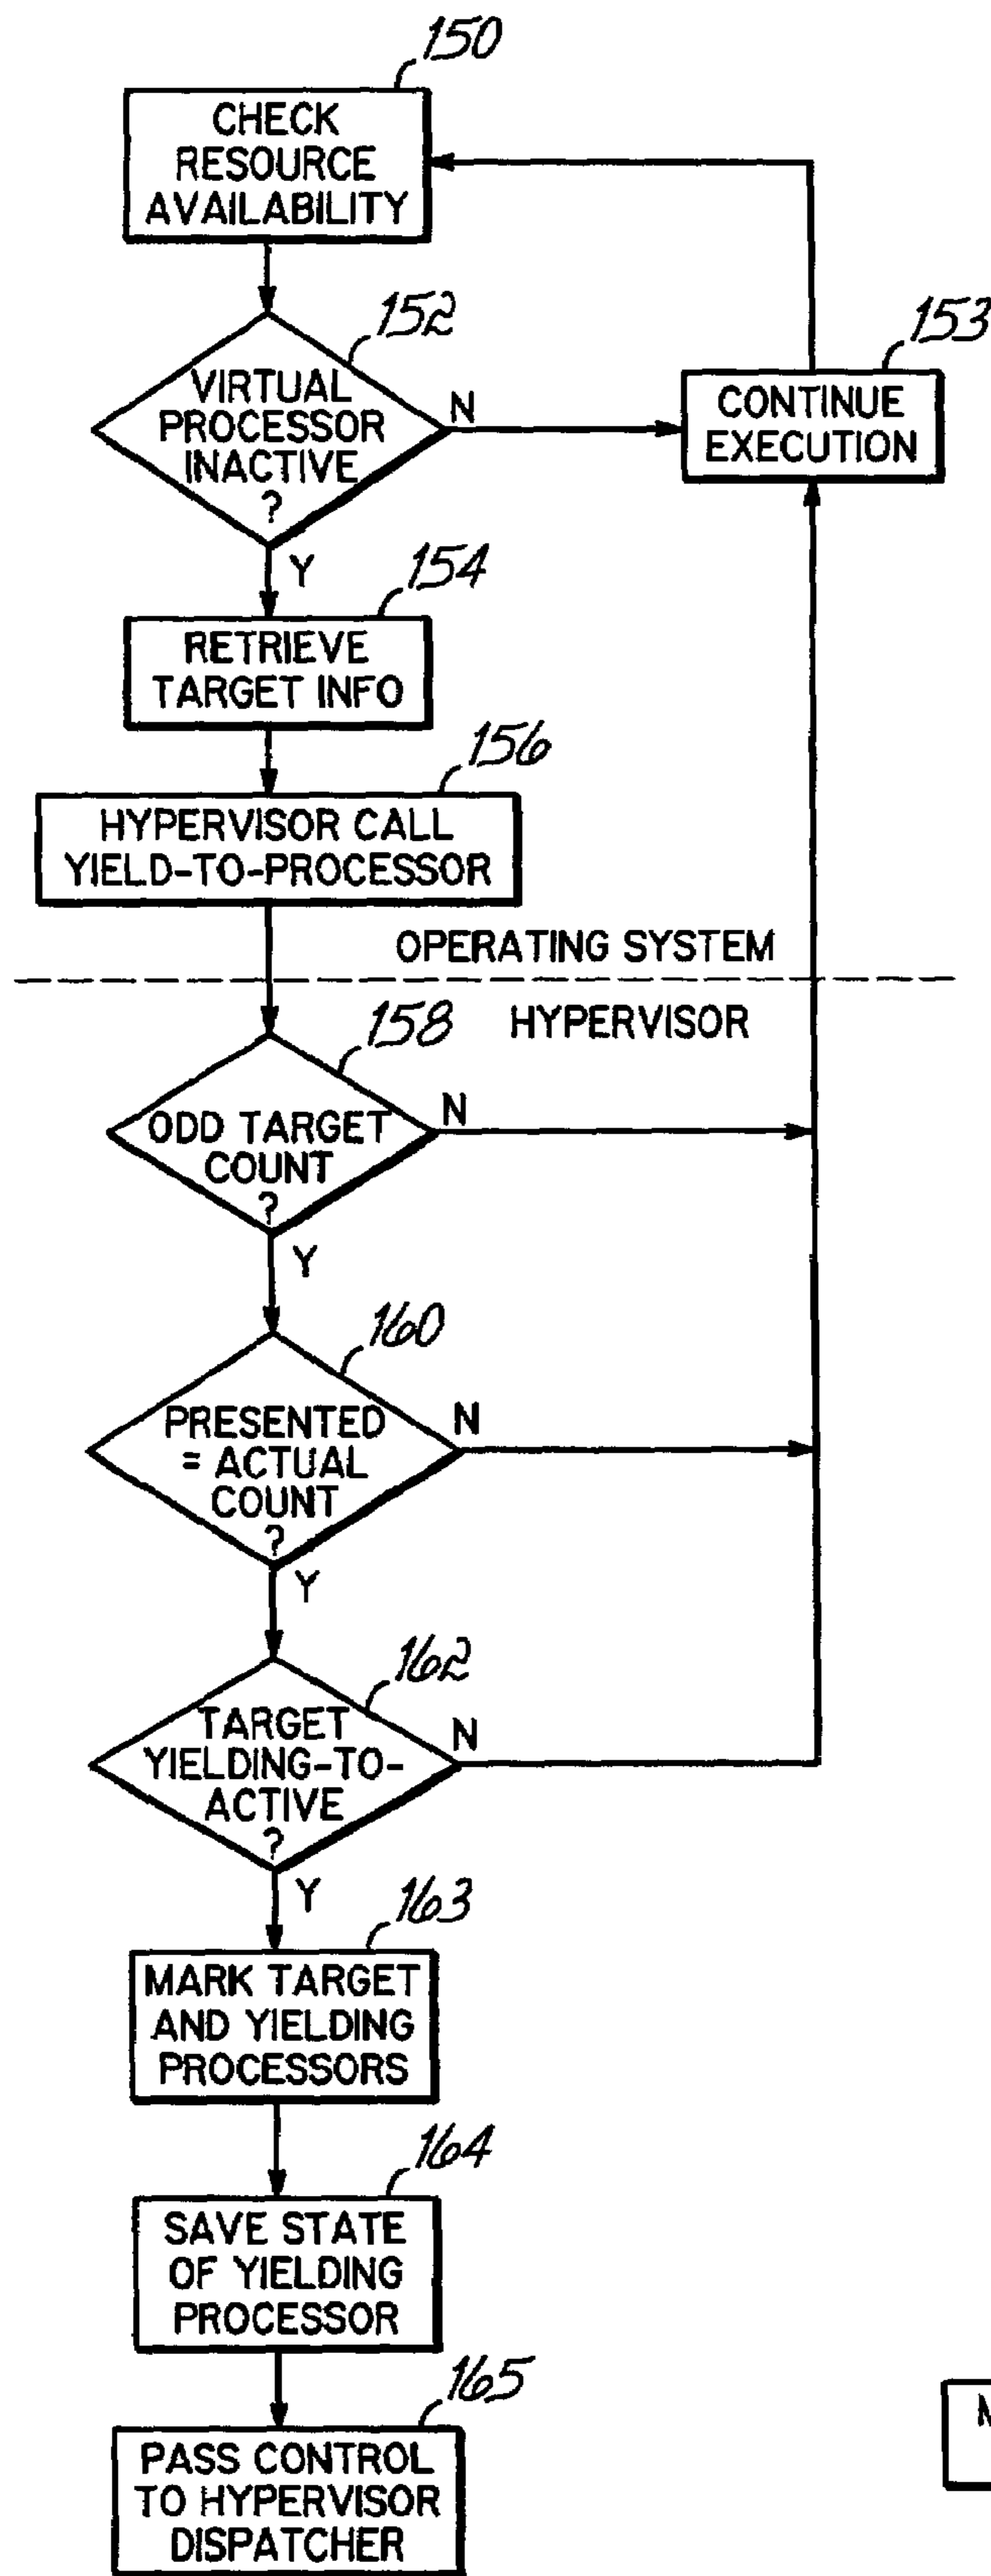 150
CHECK
RESOURCE
AVAILABILITY
152
VIRTUAL
PROCESSOR
INACTIVE
?
N
153
CONTINUE
EXECUTION
Y
154
RETRIEVE
TARGET INFO
156
HYPERVISOR CALL
YIELD-TO-PROCESSOR
OPERATING SYSTEM
HYPERVISOR
158
ODD TARGET
COUNT
?
N
Y
160
PRESENTED
= ACTUAL
COUNT
?
N
Y
162
TARGET
YIELDING-TO-
ACTIVE
?
N
Y
163
MARK TARGET
AND YIELDING
PROCESSORS
164
SAVE STATE
OF YIELDING
PROCESSOR
165
PASS CONTROL
TO HYPERVISOR
DISPATCHER